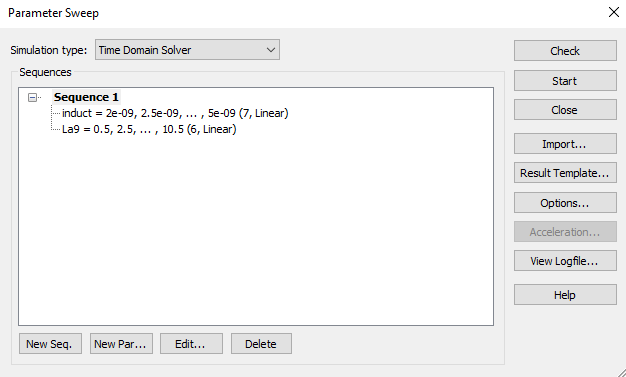 Parameter Sweep
Simulation type: Time Domain Solver
Sequences
Sequence 1
induct = 2e-09, 2.5e-09, ... , 5e-09 (7, Linear)
La9 = 0.5, 2.5, ... , 10.5 (6, Linear)
New Seq. New Par... Edit... Delete
Check
Start
Close
Import...
Result Template...
Options...
Acceleration...
View Logfile...
Help